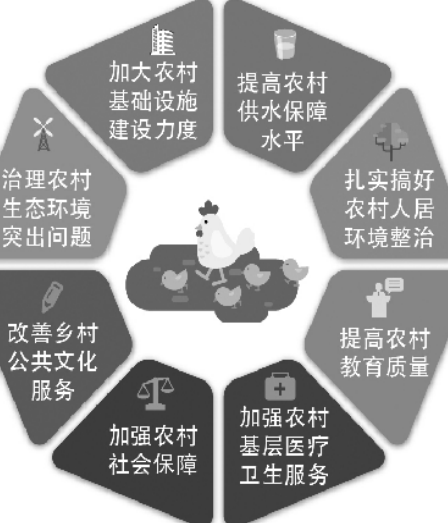 加大农村
基础设施
建设力度
提高农村
供水保障
水平
扎实搞好
农村人居
环境整治
提高农村
教育质量
加强农村
基层医疗
卫生服务
加强农村
社会保障
改善乡村
公共文化
服务
治理农村
生态环境
突出问题